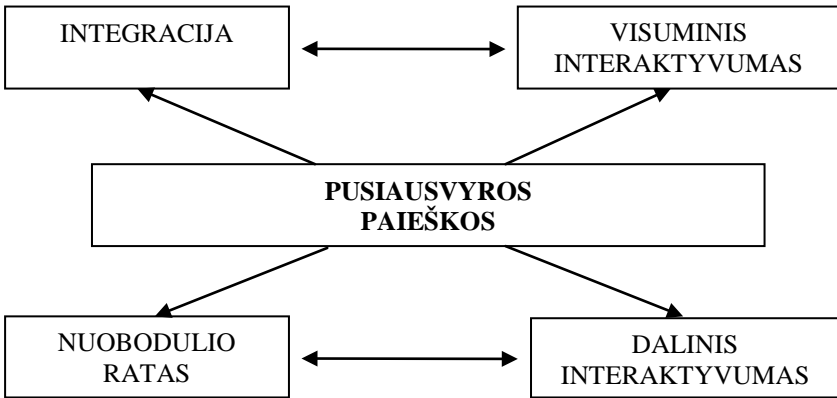 INTEGRACIJA
VISUMINIS
INTERAKTYVUMAS
PUSIAUSVYROS
PAIEŠKOS
NUOBODULIO
RATAS
DALINIS
INTERAKTYVUMAS